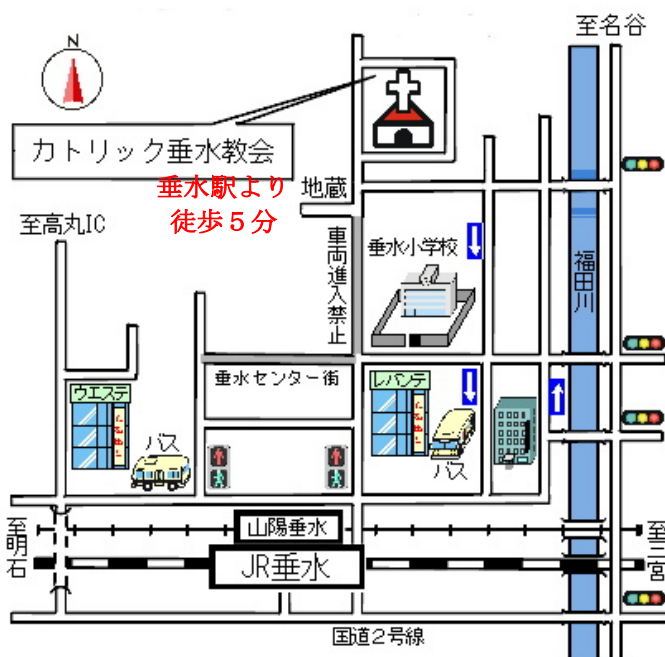 至名谷
N
カトリック垂水教会
垂水駅より
徒歩5分
地蔵
至高丸IC
車両進入禁止
垂水小学校
福田川
垂水センター街
ウエステ
バス
レバンテ
バス
至明石
山陽垂水
JR垂水
至三宮
国道2号線